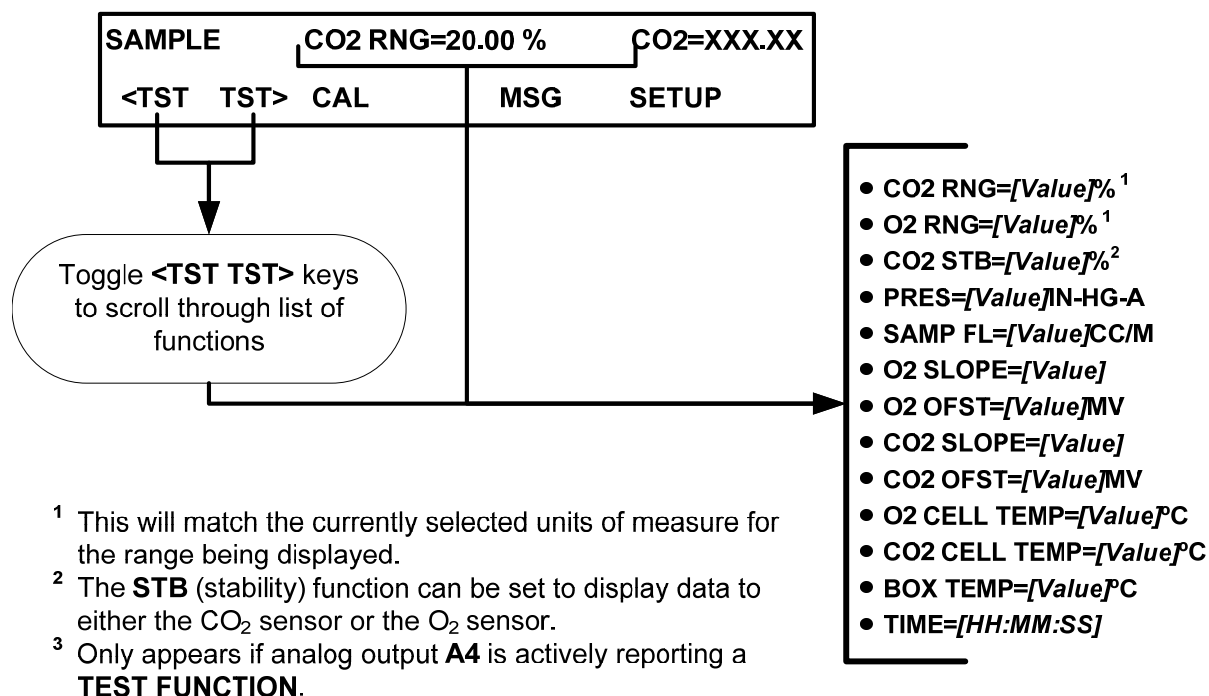 SAMPLE CO2 RNG=20.00 % CO2=XXX.XX
<TST TST> CAL MSG SETUP
Toggle <TST TST> keys
to scroll through list of
functions
• CO2 RNG=[Value]% 1
• O2 RNG=[Value]% 1
• CO2 STB=[Value]%2
• PRES=[Value]IN-HG-A
• SAMP FL=[Value]CC/M
• O2 SLOPE=[Value]
• O2 OFST=[Value]MV
• CO2 SLOPE=[Value]
• CO2 OFST=[Value]MV
• O2 CELL TEMP=[Value]ºC
• CO2 CELL TEMP=[Value]ºC
• BOX TEMP=[Value]ºC
• TIME=[HH:MM:SS]
1 This will match the currently selected units of measure for
the range being displayed.
2 The STB (stability) function can be set to display data to
either the CO2 sensor or the O2 sensor.
3 Only appears if analog output A4 is actively reporting a
TEST FUNCTION.